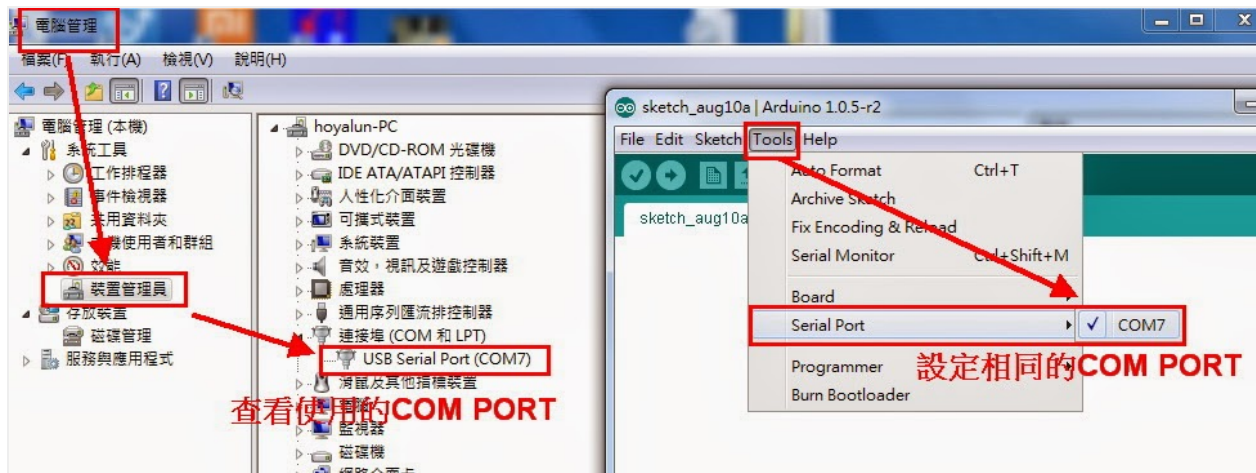 電腦管理
檔案(F) 執行(A) 檢視(V) 說明(H)
電腦管理 (本機)
系統工具
工作排程器
事件檢視器
共用資料夾
本機使用者和群組
效能
裝置管理員
存放裝置
磁碟管理
服務與應用程式
hoyalun-PC
DVD/CD-ROM 光碟機
IDE ATA/ATAPI 控制器
人性化介面裝置
可攜式裝置
系統裝置
音效，視訊及遊戲控制器
處理器
通用序列匯流排控制器
連接埠 (COM 和 LPT)
USB Serial Port (COM7)
滑鼠及其他指標裝置
查看使用的COM PORT
電腦
監視器
磁碟機
網路介面卡
sketch_aug10a | Arduino 1.0.5-r2
File Edit Sketch Tools Help
sketch_aug10a
Auto Format Ctrl+T
Archive Sketch
Fix Encoding & Reload
Serial Monitor Ctrl+Shift+M
Board
Serial Port COM7
設定相同的COM PORT
Programmer
Burn Bootloader